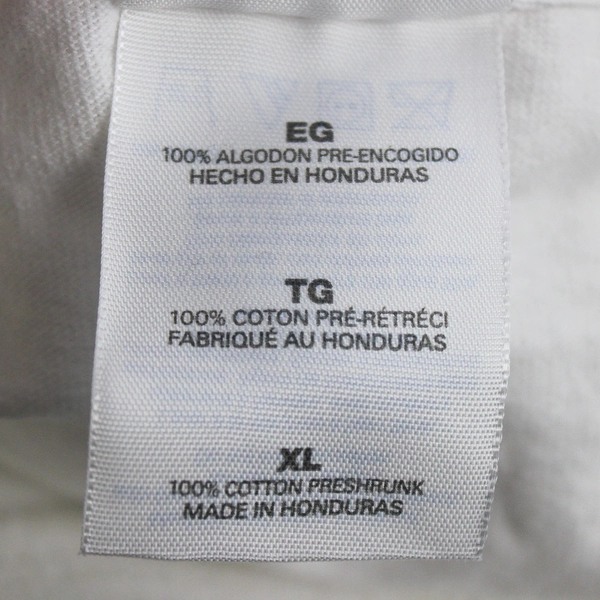 EG
100% ALGODON PRE-ENCOGIDO
HECHO EN HONDURAS
TG
100% COTON PRÉ-RÉTRÉCI
FABRIQUÉ AU HONDURAS
XL
100% COTTON PRESHRUNK
MADE IN HONDURAS